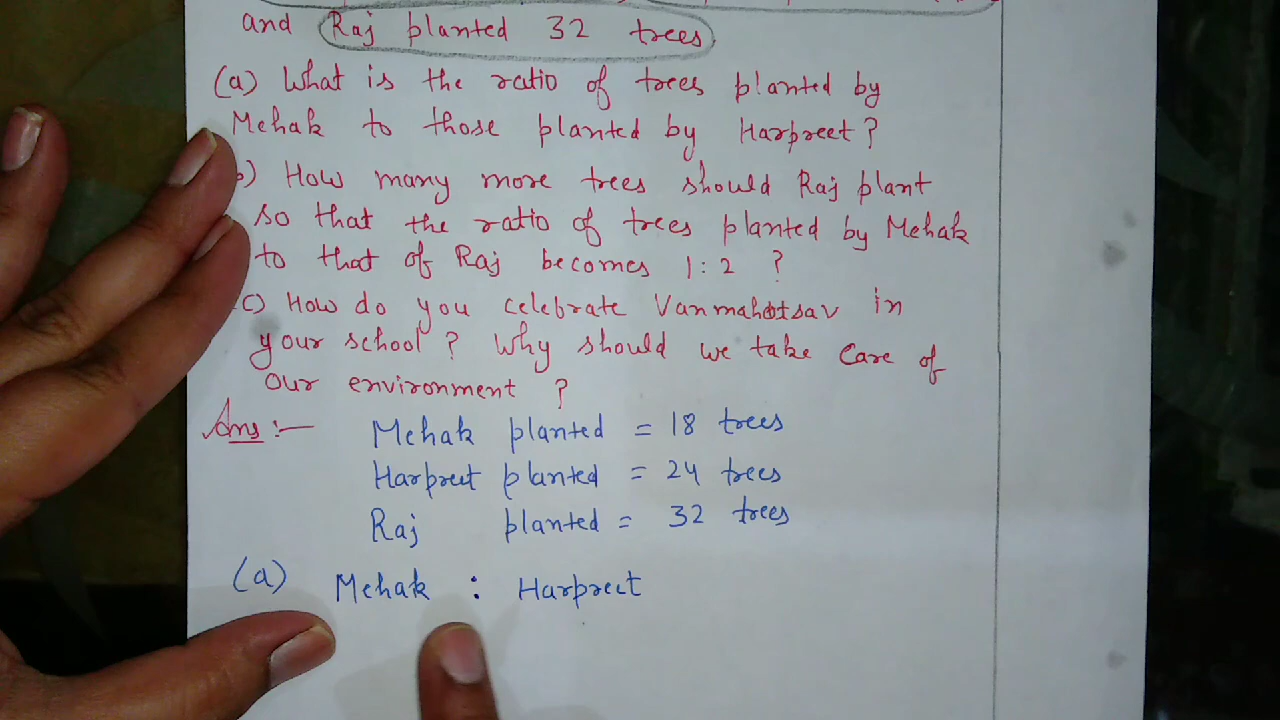 and Raj planted 32 trees
(a) What is the ratio of trees planted by
Mehak to those planted by Harpreet?
b) How many more trees should Raj plant
so that the ratio of trees planted by Mehak
to that of Raj becomes 1:2 ?
c) How do you celebrate Vanmahotsav in
your school? Why should we take care of
our environment ?
Ans :-
Mehak planted = 18 trees
Harpreet planted = 24 trees
Raj planted = 32 trees
(a) Mehak : Harpreet